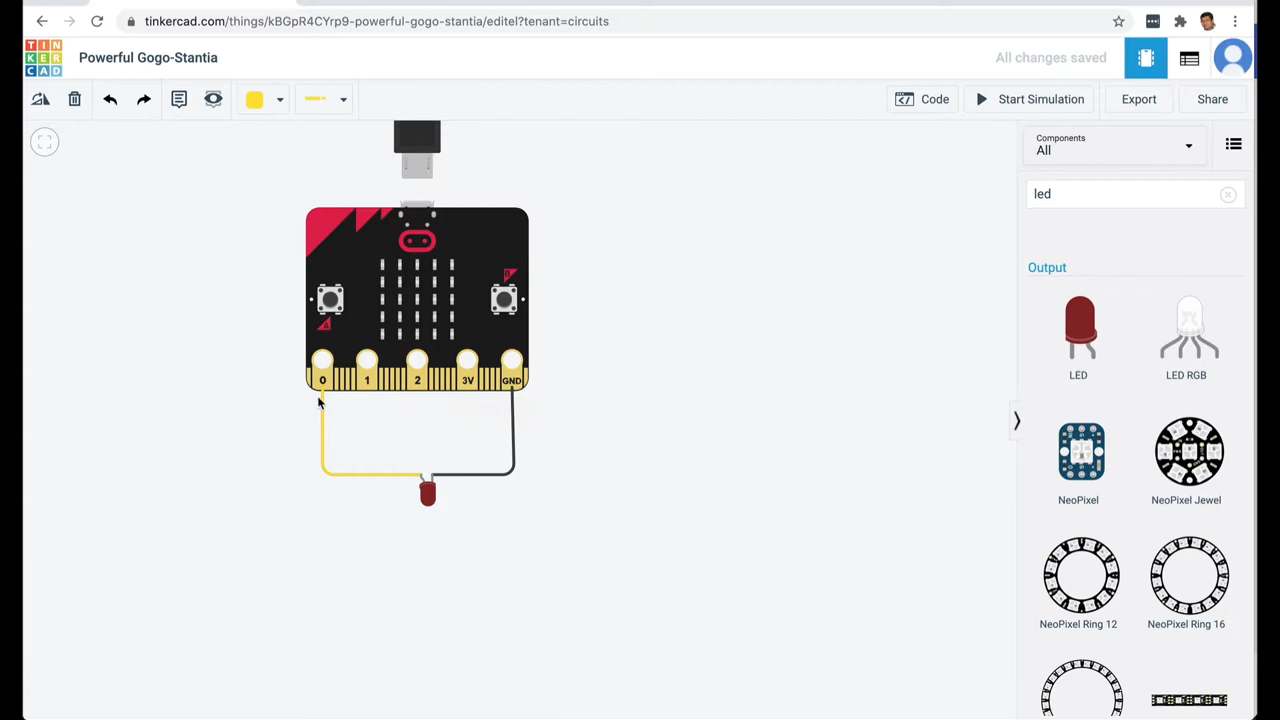 tinkercad.com/things/kBGpR4CYrp9-powerful-gogo-stantia/editel?tenant=circuits
TIN
KER
CAD
Powerful Gogo-Stantia
All changes saved
Code
Start Simulation
Export
Share
Components
All
led
Output
LED
LED RGB
NeoPixel
NeoPixel Jewel
NeoPixel Ring 12
NeoPixel Ring 16
B
A
0 1 2 3V GND